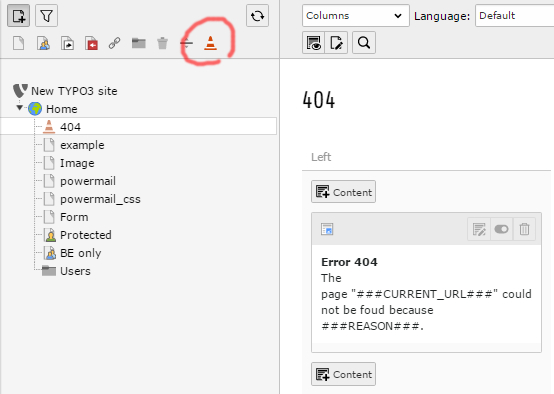 Columns
Language:
Default
New TYPO3 site
Home
404
example
Image
powermail
powermail_css
Form
Protected
BE only
Users
404
Left
Content
Error 404
The
page "###CURRENT_URL###" could
not be foud because
###REASON###.
Content